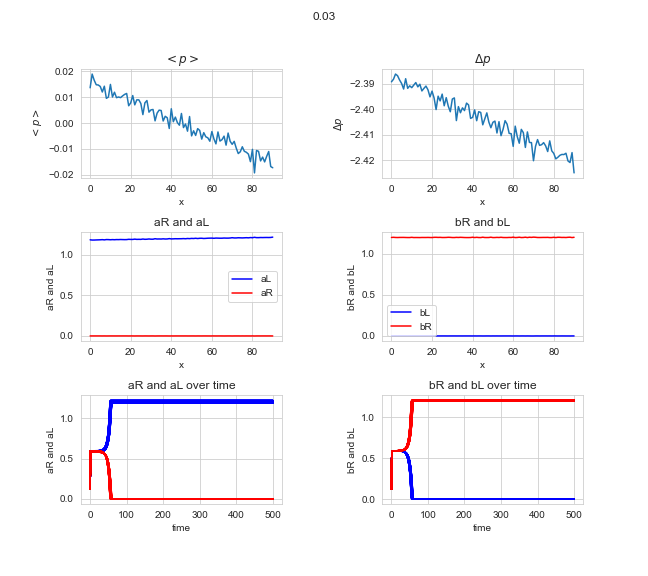 0.03
< p >
Δp
0.02
0.01
0.00
−0.01
−0.02
< p >
0 20 40 60 80
x
−2.39
−2.40
−2.41
−2.42
Δp
0 20 40 60 80
x
aR and aL
bR and bL
1.0
0.5
0.0
aR and aL
aL
aR
0 20 40 60 80
x
1.0
0.5
0.0
bR and bL
bL
bR
0 20 40 60 80
x
aR and aL over time
bR and bL over time
1.0
0.5
0.0
aR and aL
0 100 200 300 400 500
time
1.0
0.5
0.0
bR and bL
0 100 200 300 400 500
time